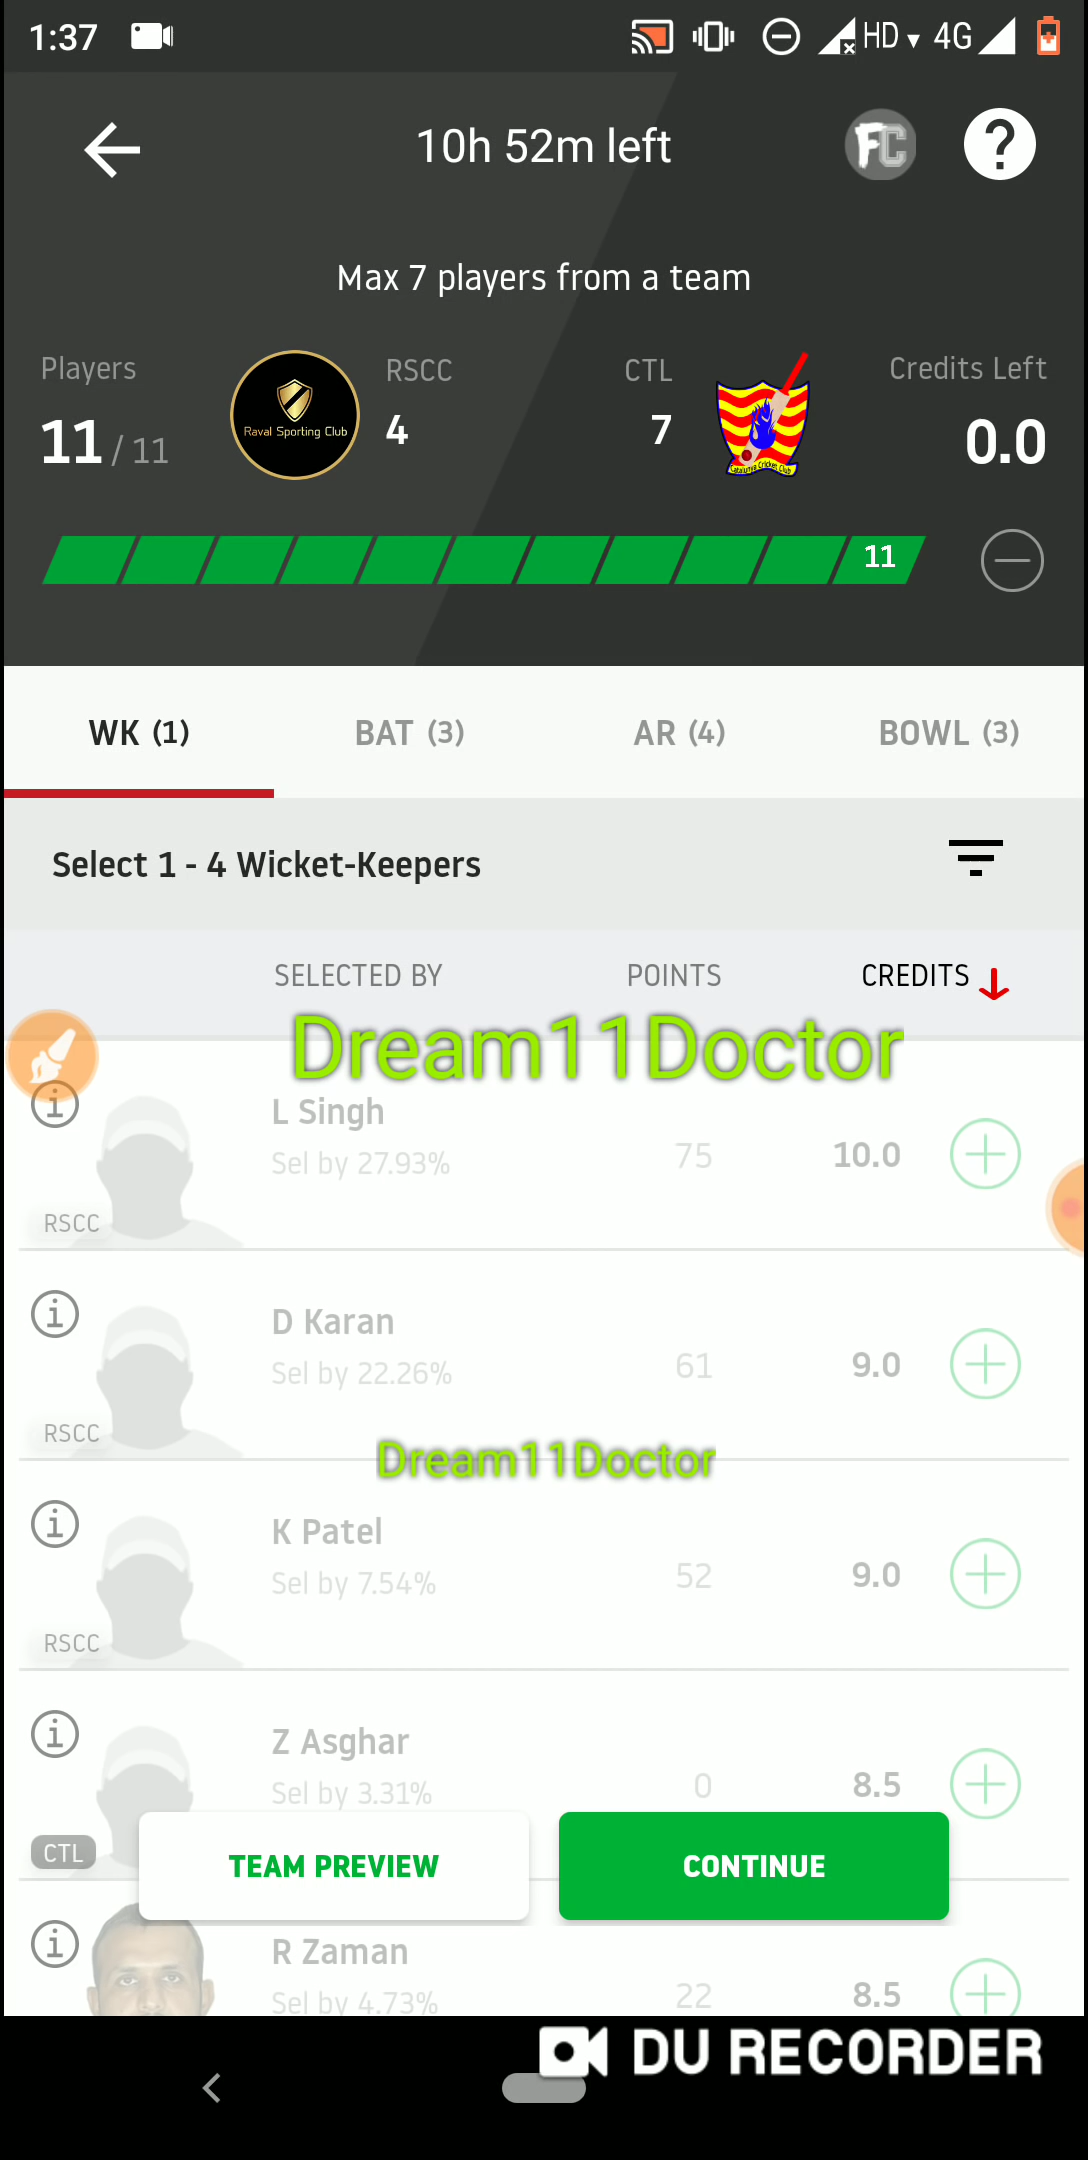 1:37 HD 4G
10h 52m left FC ?
Max 7 players from a team
Players RSCC CTL Credits Left
Raval Sporting Club
11 / 11 4 7 0.0
Catalunya Cricket Club
11
WK (1) BAT (3) AR (4) BOWL (3)
Select 1 - 4 Wicket-Keepers
SELECTED BY POINTS CREDITS
Dream11Doctor
L Singh
Sel by 27.93% 75 10.0
RSCC
D Karan
Sel by 22.26% 61 9.0
RSCC
Dream11Doctor
K Patel
Sel by 7.54% 52 9.0
RSCC
Z Asghar
Sel by 3.31% 0 8.5
CTL
TEAM PREVIEW CONTINUE
R Zaman
Sel by 4.73% 22 8.5
DU RECORDER